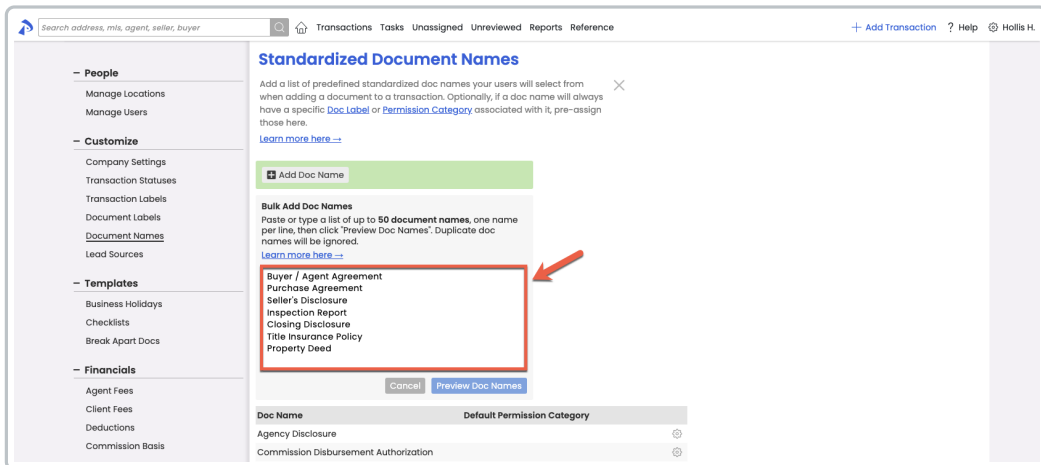 Search address, mls, agent, seller, buyer
Transactions Tasks Unassigned Unreviewed Reports Reference
+ Add Transaction ? Help Hollis H.
– People
Manage Locations
Manage Users
– Customize
Company Settings
Transaction Statuses
Transaction Labels
Document Labels
Document Names
Lead Sources
– Templates
Business Holidays
Checklists
Break Apart Docs
– Financials
Agent Fees
Client Fees
Deductions
Commission Basis
Standardized Document Names
Add a list of predefined standardized doc names your users will select from
when adding a document to a transaction. Optionally, if a doc name will always
have a specific Doc Label or Permission Category associated with it, pre-assign
those here.
Learn more here →
Add Doc Name
Bulk Add Doc Names
Paste or type a list of up to 50 document names, one name
per line, then click "Preview Doc Names". Duplicate doc
names will be ignored.
Learn more here →
Buyer / Agent Agreement
Purchase Agreement
Seller's Disclosure
Inspection Report
Closing Disclosure
Title Insurance Policy
Property Deed
Cancel Preview Doc Names
Doc Name Default Permission Category
Agency Disclosure
Commission Disbursement Authorization